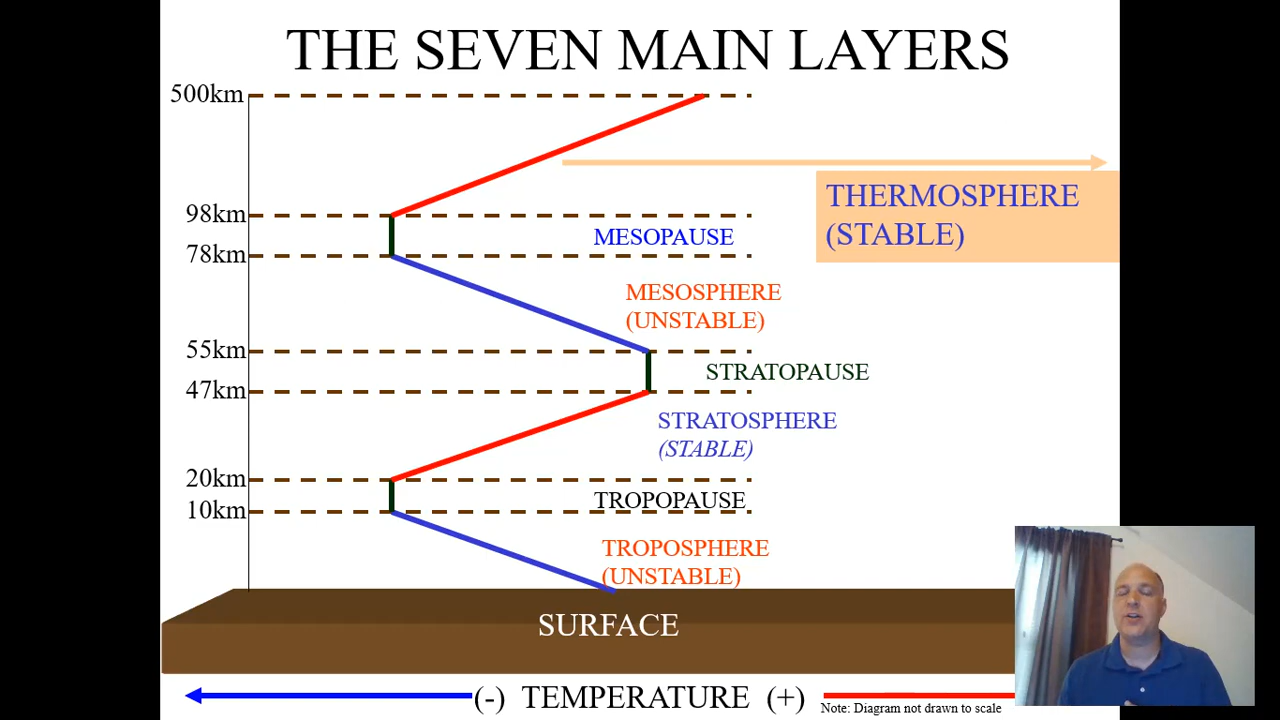 THE SEVEN MAIN LAYERS
500km
THERMOSPHERE
(STABLE)
98km
MESOPAUSE
78km
MESOSPHERE
(UNSTABLE)
55km
STRATOPAUSE
47km
STRATOSPHERE
(STABLE)
20km
TROPOPAUSE
10km
TROPOSPHERE
(UNSTABLE)
SURFACE
(-) TEMPERATURE (+)
Note: Diagram not drawn to scale